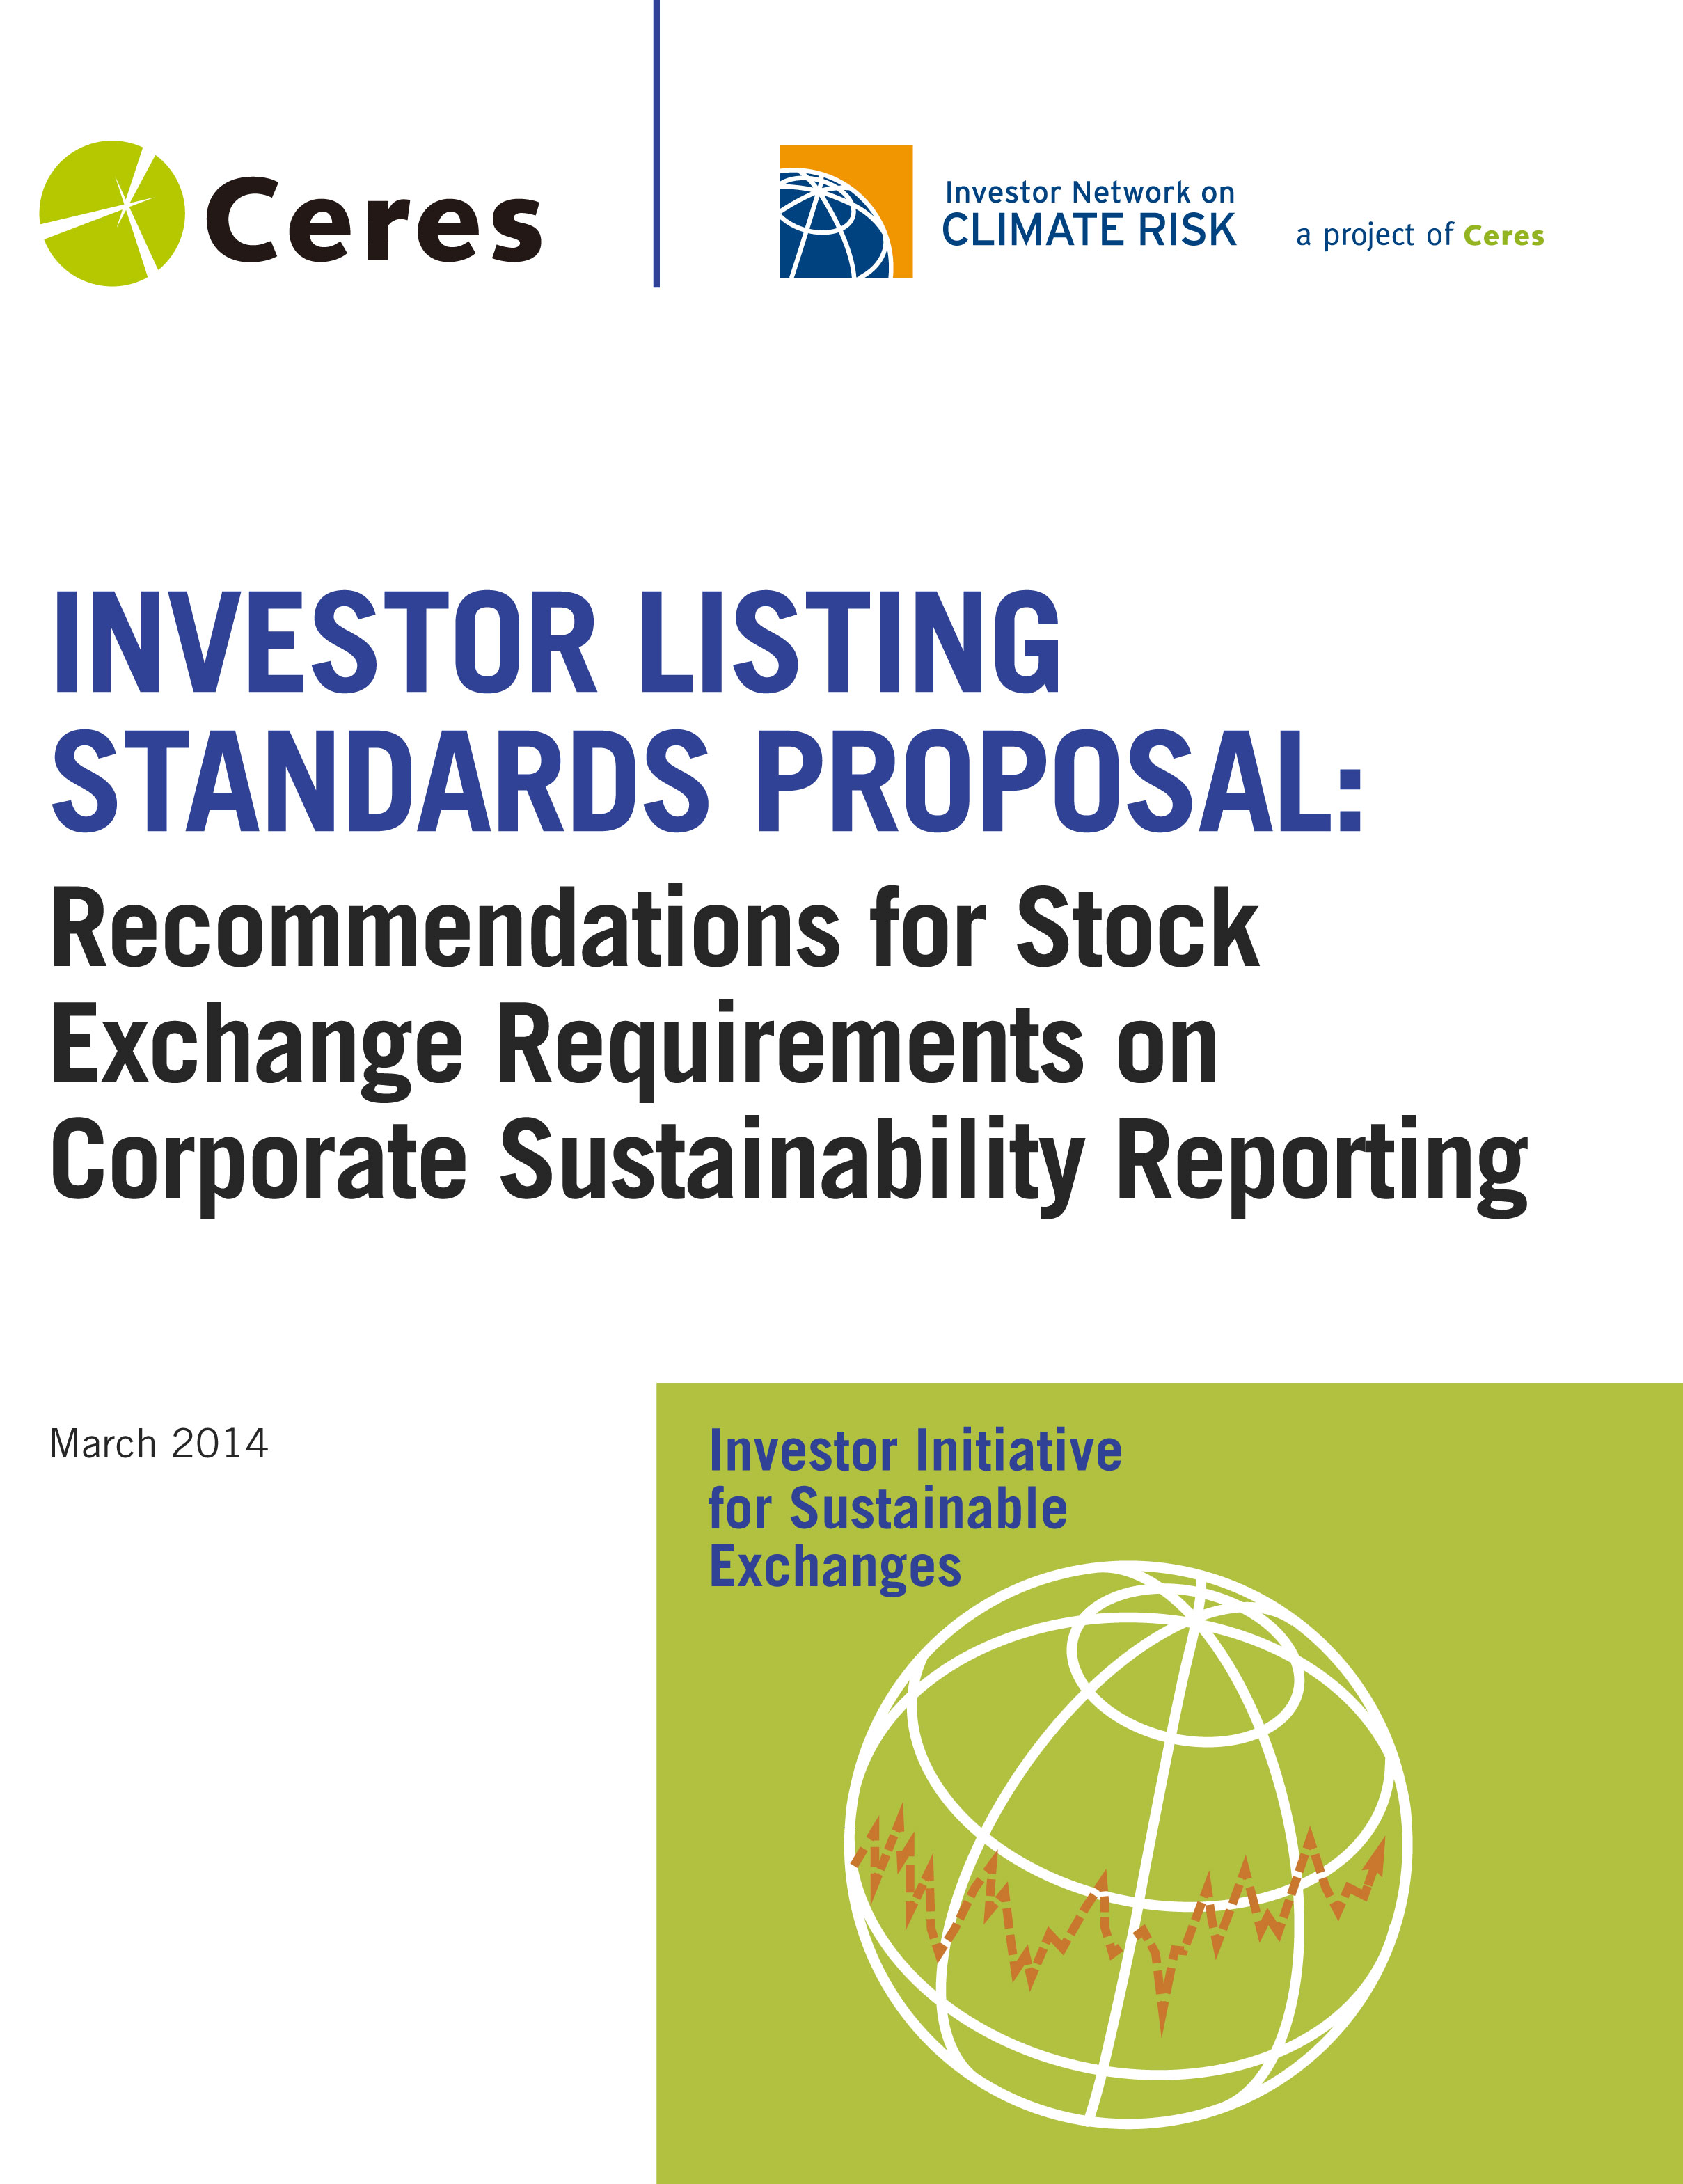 Ceres
Investor Network on
CLIMATE RISK
a project of Ceres
INVESTOR LISTING
STANDARDS PROPOSAL:
Recommendations for Stock
Exchange Requirements on
Corporate Sustainability Reporting
March 2014
Investor Initiative
for Sustainable
Exchanges